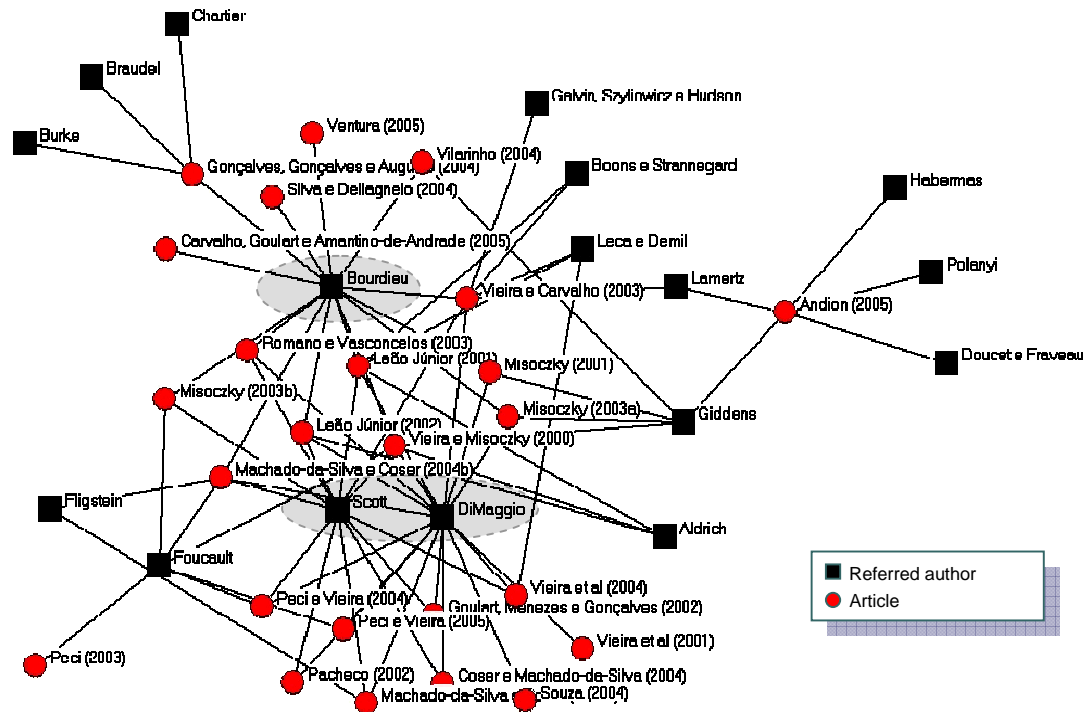 Chartier
Braudel
Galvin, Szyliowicz e Hudson
Burke
Ventura (2005)
Vilarinho (2004)
Gonçalves, Gonçalves e Augu (2004)
Boons e Strannegard
Silva e Dellagnelo (2004)
Habermas
Carvalho, Goulart e Amantino-de-Andrade (2005)
Leca e Demil
Polanyi
Bourdieu
Lamertz
Vieira e Carvalho (2003)
Andion (2005)
Romano e Vasconcelos (2003)
Leão Júnior (2001)
Misoczky (2001)
Doucet e Fraveau
Misoczky (2003b)
Misoczky (2003a)
Giddens
Leão Júnior (2002)
Vieira e Misoczky (2000)
Machado-da-Silva e Coser (2004b)
Fligstein
Scott
DiMaggio
Aldrich
Foucault
Referred author
Article
Vieira et al (2004)
Peci e Vieira (2004)
Goulart, Menezes e Gonçalves (2002)
Peci e Vieira (2005)
Vieira et al (2001)
Peci (2003)
Pacheco (2002)
Coser e Machado-da-Silva (2004)
Machado-da-Silva
Souza (2004)